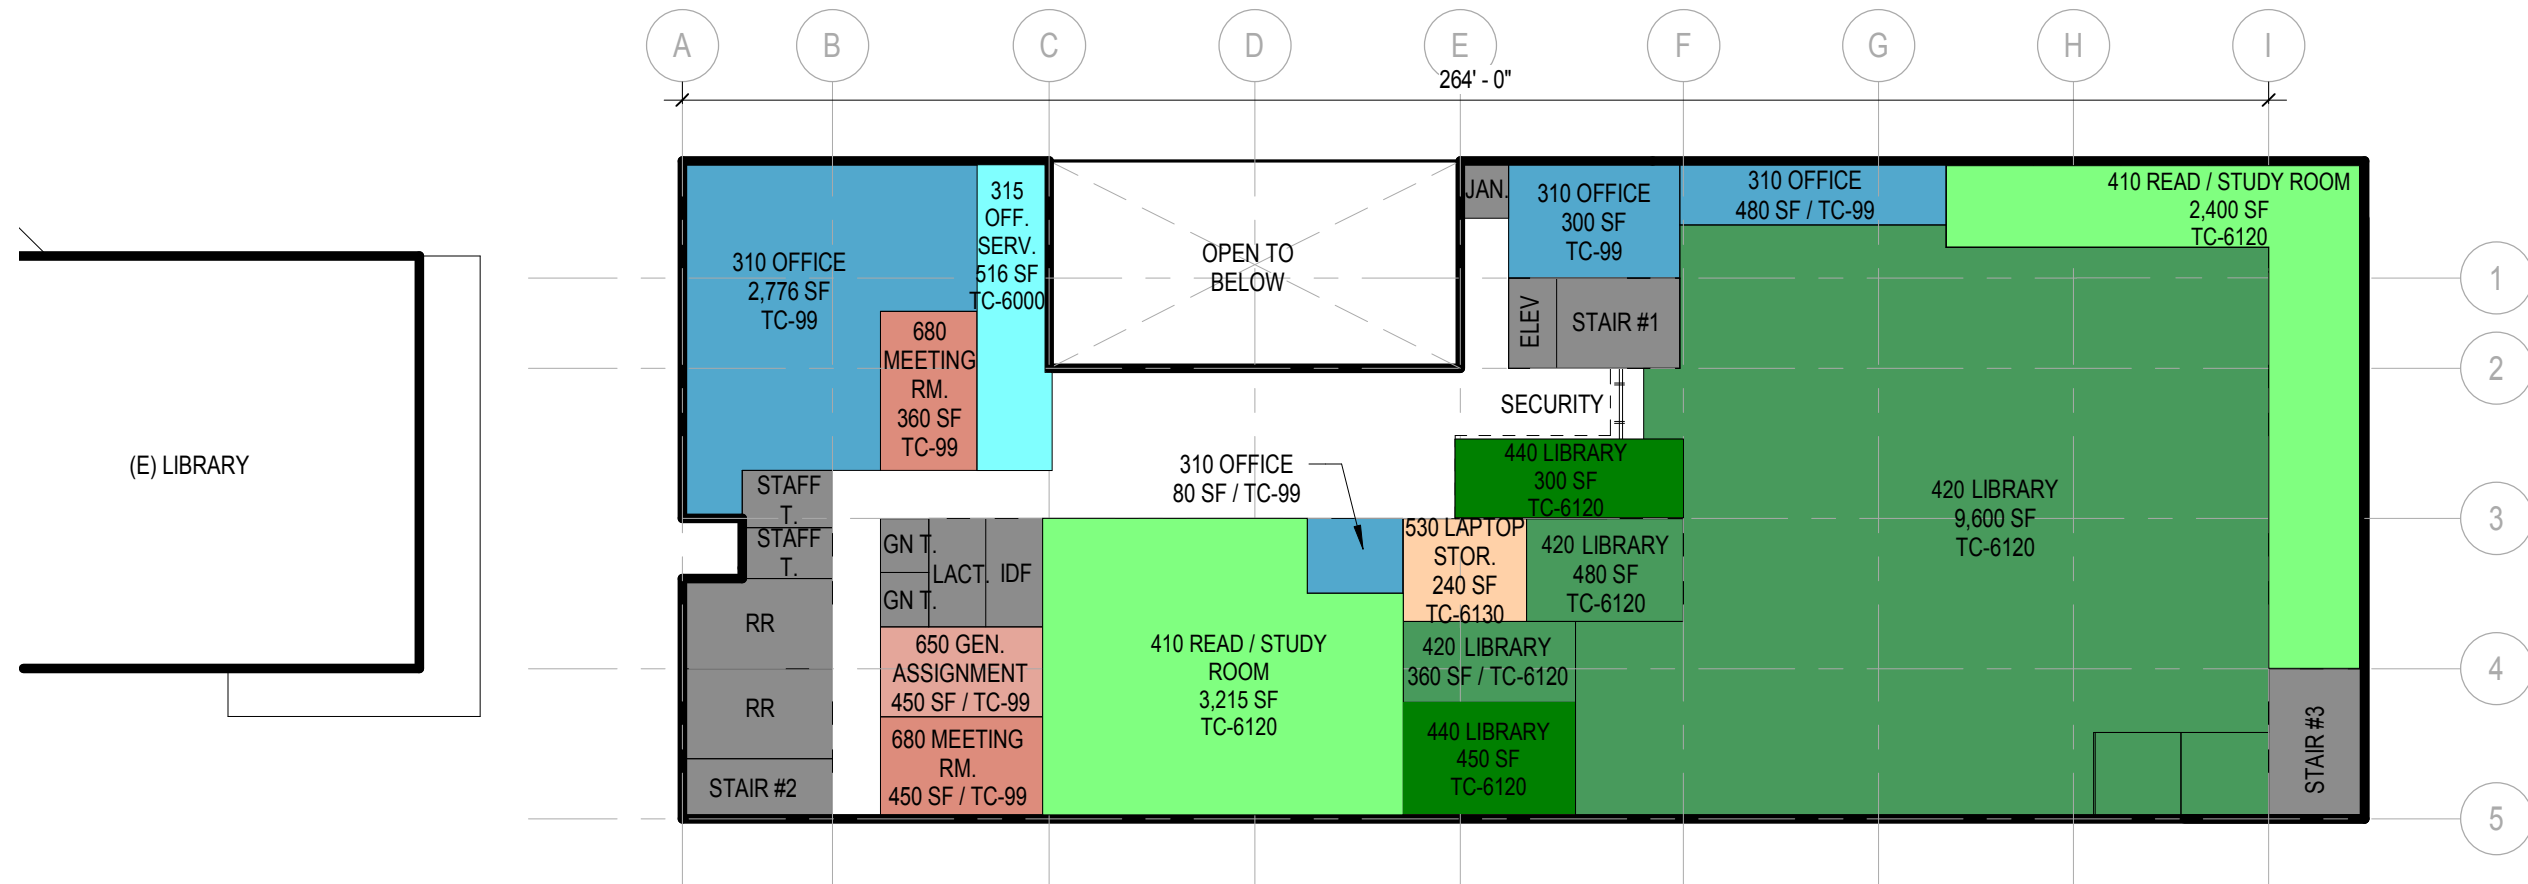 A
B
C
D
E
F
G
H
I
264' - 0"
310 OFFICE
2,776 SF
TC-99
315
OFF.
SERV.
516 SF
TC-6000
680
MEETING
RM.
360 SF
TC-99
OPEN TO
BELOW
JAN.
310 OFFICE
300 SF
TC-99
310 OFFICE
480 SF / TC-99
410 READ / STUDY ROOM
2,400 SF
TC-6120
ELEV
STAIR #1
1
2
SECURITY
(E) LIBRARY
310 OFFICE
80 SF / TC-99
440 LIBRARY
300 SF
TC-6120
420 LIBRARY
9,600 SF
TC-6120
STAFF
T.
STAFF
T.
3
GN T.
GN T.
LACT.
IDF
530 LAPTOP
STOR.
240 SF
TC-6130
420 LIBRARY
480 SF
TC-6120
RR
RR
650 GEN.
ASSIGNMENT
450 SF / TC-99
410 READ / STUDY
ROOM
3,215 SF
TC-6120
420 LIBRARY
360 SF / TC-6120
4
680 MEETING
RM.
450 SF / TC-99
440 LIBRARY
450 SF
TC-6120
STAIR #2
STAIR #3
5